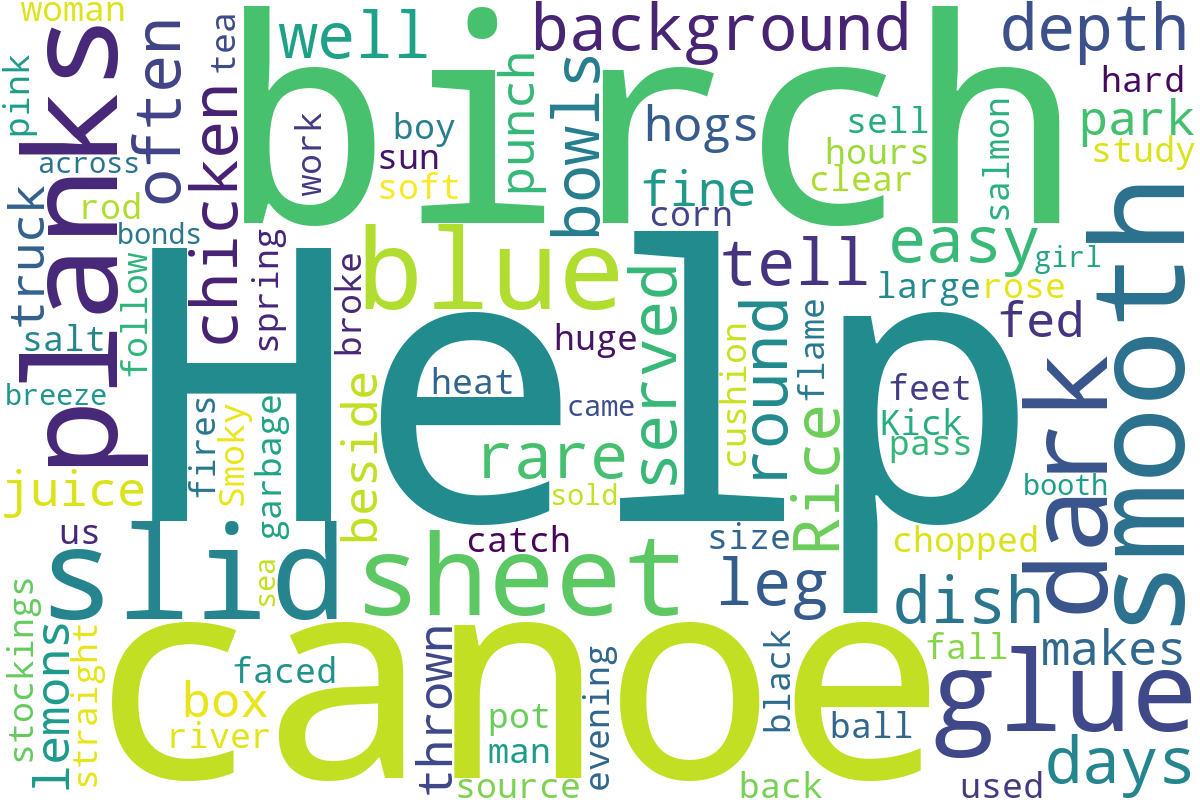 woman
birch
background
depth
well
tea
often
planks
pink
chicken
work
boy
sun
soft
punch
bowls
hogs
fine
corn
sell
hours
clear
salmon
hard
park
study
across
rod
bonds
truck
salt
follow
spring
broke
blue
served
tell
easy
girl
large
rose
fed
smooth
Help
huge
heat
came
round
cushion
flame
feet
Kick
pass
dark
breeze
juice
fires
Smoky
garbage
beside
rare
sold
Rice
booth
us
slid
sea
catch
sheet
size
leg
chopped
dish
stockings
lemons
straight
canoe
faced
box
river
thrown
pot
man
source
evening
black
back
ball
fall
makes
glue
days
used